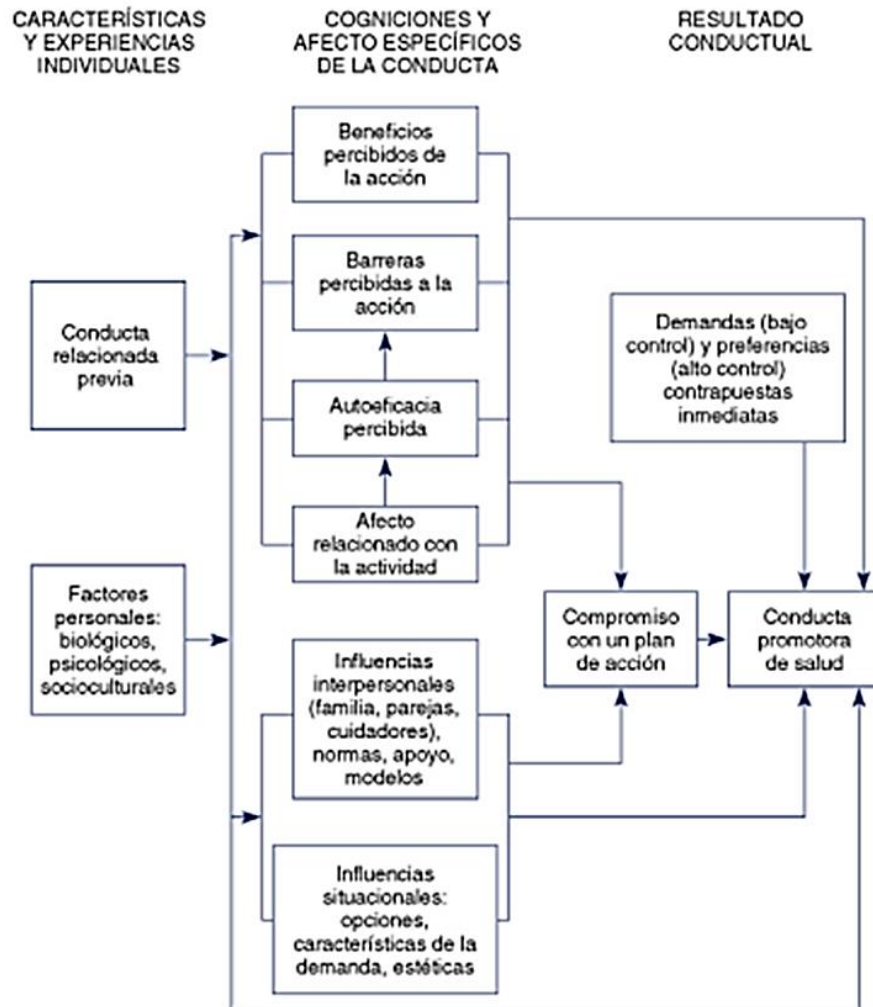 CARACTERÍSTICAS
Y EXPERIENCIAS
INDIVIDUALES
COGNICIONES Y
AFECTO ESPECÍFICOS
DE LA CONDUCTA
RESULTADO
CONDUCTUAL
Beneficios
percibidos de
la acción
Barreras
percibidas a la
acción
Conducta
relacionada
previa
Demandas (bajo
control) y preferencias
(alto control)
contrapuestas
inmediatas
Autoeficacia
percibida
Afecto
relacionado con
la actividad
Factores
personales:
biológicos,
psicológicos,
socioculturales
Compromiso
con un plan
de acción
Conducta
promotora
de salud
Influencias
interpersonales
(familia, parejas,
cuidadores),
normas, apoyo,
modelos
Influencias
situacionales:
opciones,
características de la
demanda, estéticas